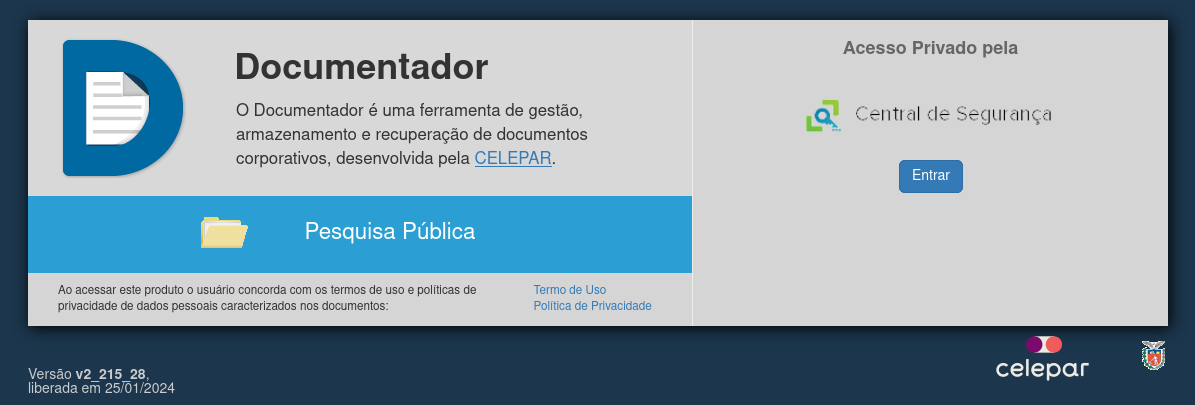 Documentador
O Documentador é uma ferramenta de gestão,
armazenamento e recuperação de documentos
corporativos, desenvolvida pela CELEPAR.
Pesquisa Pública
Ao acessar este produto o usuário concorda com os termos de uso e políticas de
privacidade de dados pessoais caracterizados nos documentos:
Termo de Uso
Política de Privacidade
Acesso Privado pela
Central de Segurança
Entrar
Versão v2_215_28,
liberada em 25/01/2024
celepar